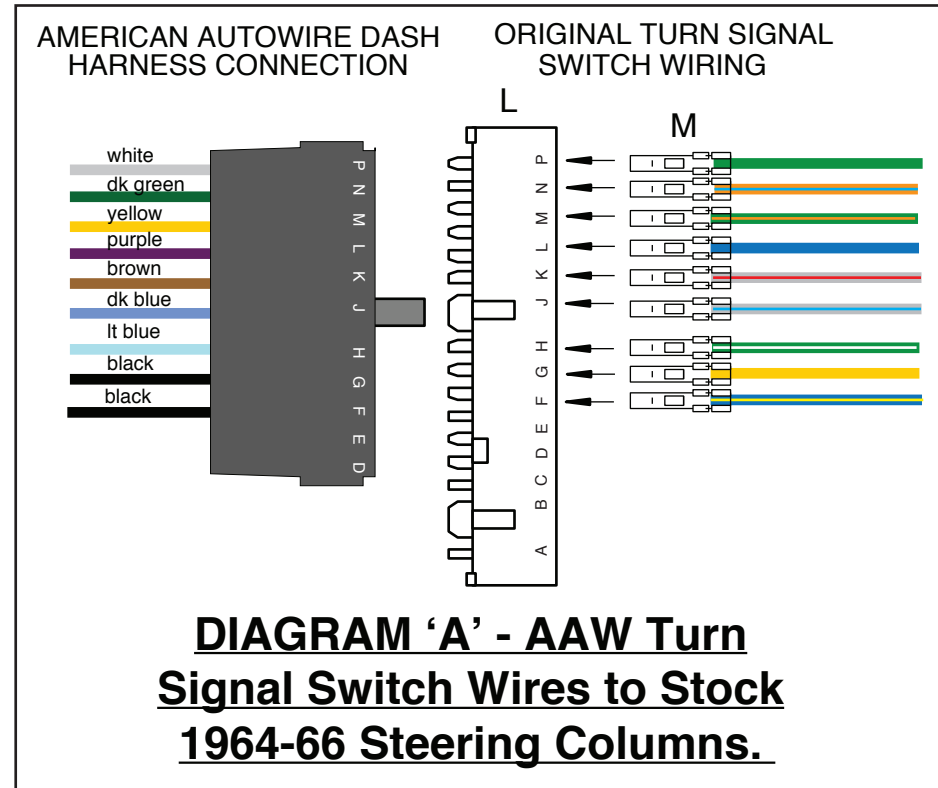 AMERICAN AUTOWIRE DASH
HARNESS CONNECTION
ORIGINAL TURN SIGNAL
SWITCH WIRING
L
M
white
dk green
yellow
purple
brown
dk blue
lt blue
black
black
P
N
M
L
K
J
H
G
F
E
D
P
N
M
L
K
J
H
G
F
E
D
C
B
A
DIAGRAM ‘A’ - AAW Turn
Signal Switch Wires to Stock
1964-66 Steering Columns.